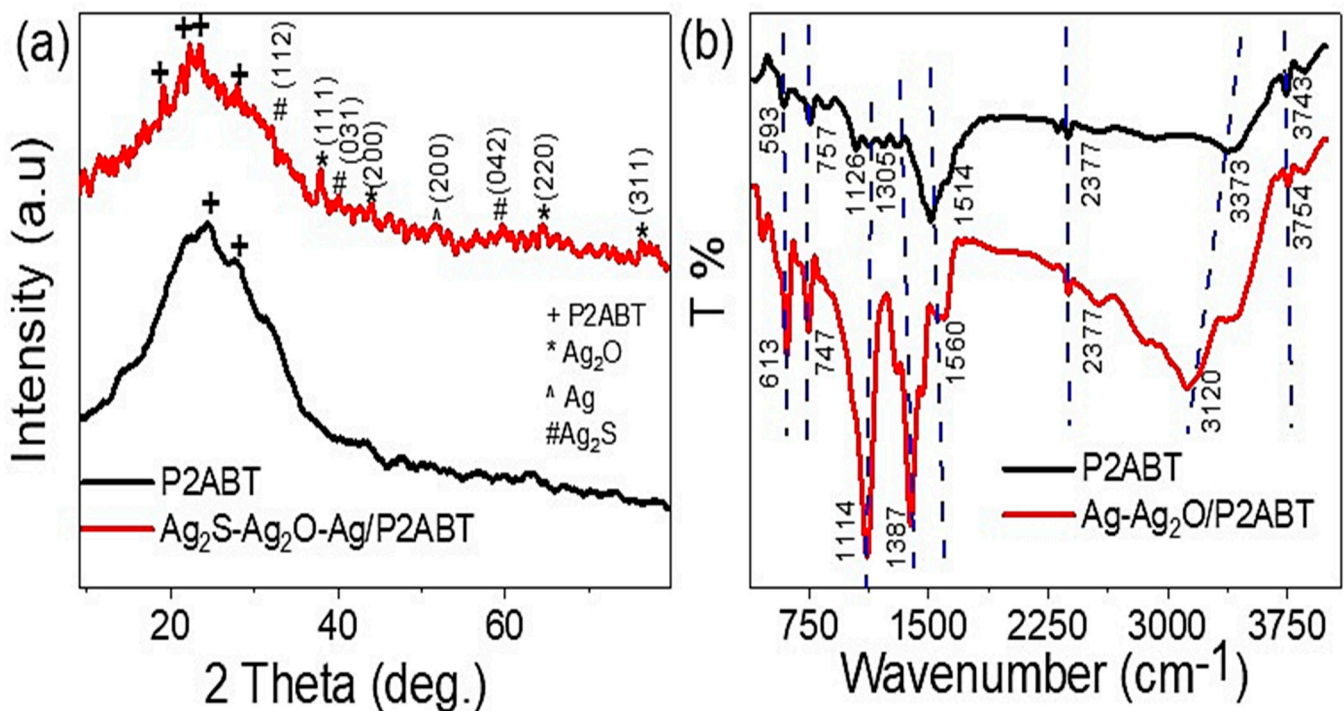 (a)
+
+
+
+
# (112)
*(111)
# (031)
*(200)
^(200)
#(042)
*(220)
*(311)
+
+
+ P2ABT
* Ag₂O
^ Ag
#Ag₂S
P2ABT
Ag₂S-Ag₂O-Ag/P2ABT
Intensity (a.u)
20
40
60
2 Theta (deg.)
(b)
593
757
1126
1305
1514
2377
3373
3743
613
747
1114
1387
1560
2377
3120
3754
P2ABT
Ag-Ag₂O/P2ABT
T %
750
1500
2250
3000
3750
Wavenumber (cm⁻¹)